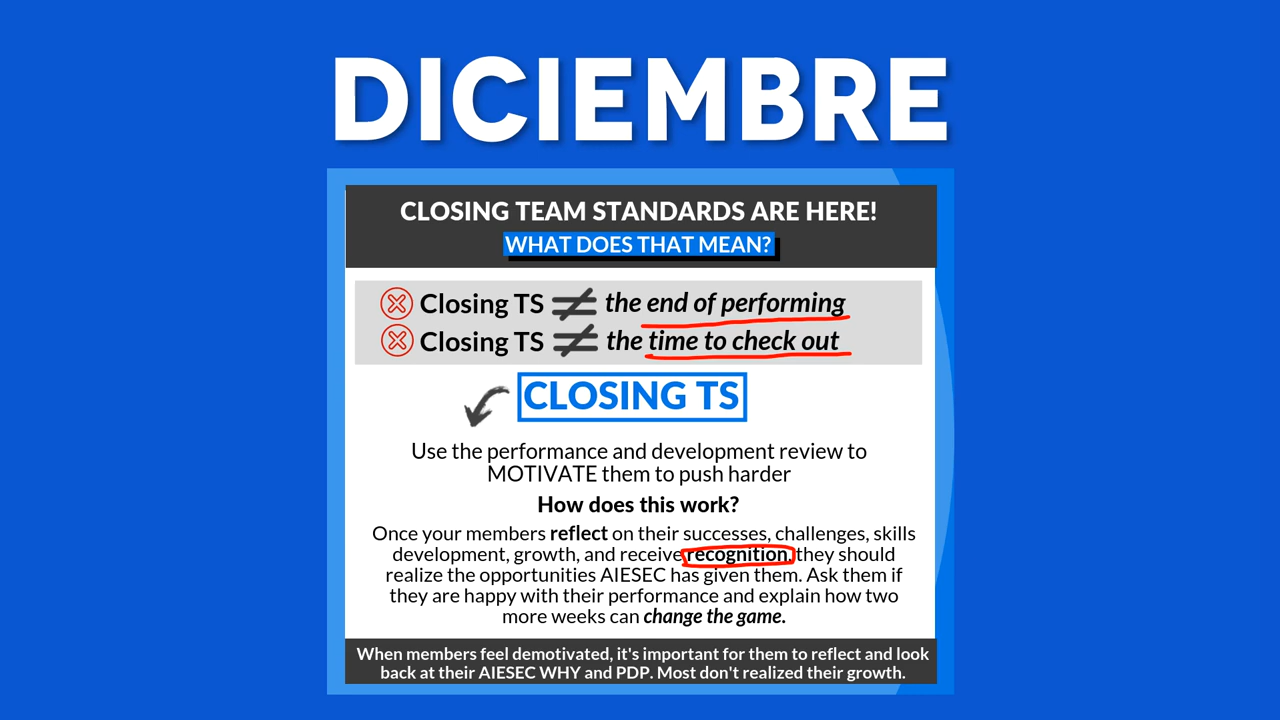 DICIEMBRE
CLOSING TEAM STANDARDS ARE HERE!
WHAT DOES THAT MEAN?
Closing TS ≠ the end of performing
Closing TS ≠ the time to check out
CLOSING TS
Use the performance and development review to
MOTIVATE them to push harder
How does this work?
Once your members reflect on their successes, challenges, skills
development, growth, and receive recognition, they should
realize the opportunities AIESEC has given them. Ask them if
they are happy with their performance and explain how two
more weeks can change the game.
When members feel demotivated, it's important for them to reflect and look
back at their AIESEC WHY and PDP. Most don't realized their growth.